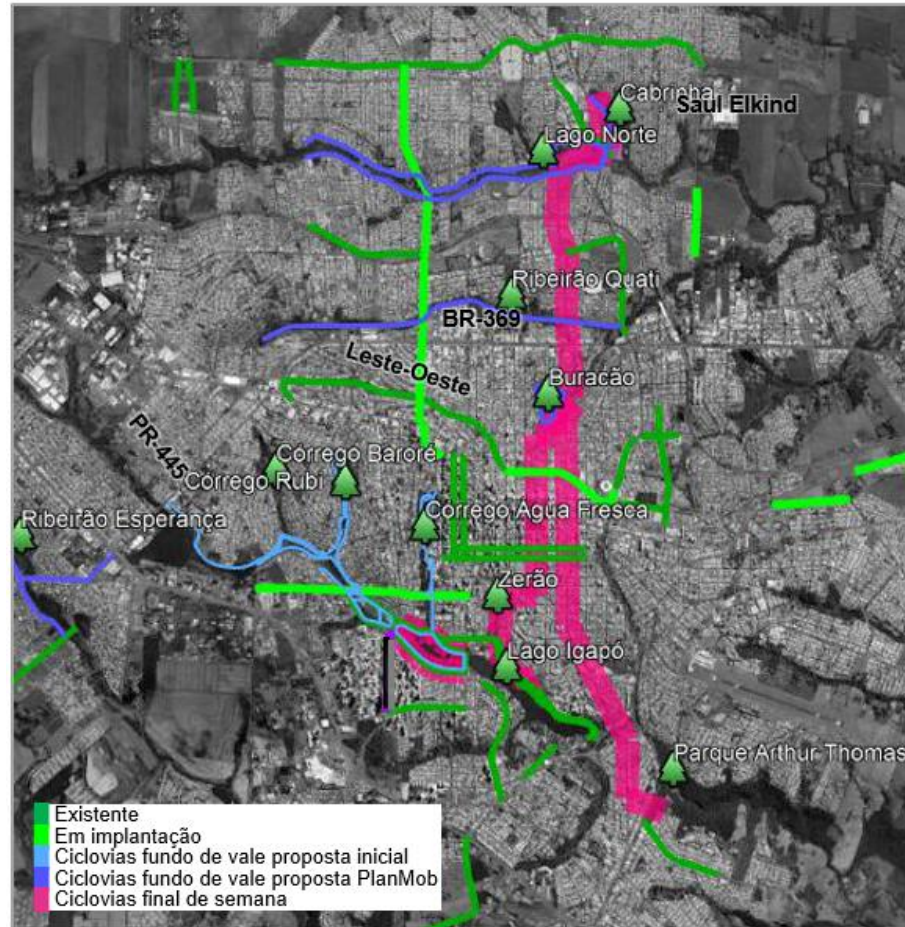 Cabrinha
Saul Elkind
Lago Norte
Ribeirão Quati
BR-369
Leste-Oeste
Buracão
PR-445
Córrego Baroré
Córrego Rubi
Ribeirão Esperança
Corrego Agua Fresca
Zerão
Lago Igapó
Parque Arthur Thomas
Existente
Em implantação
Ciclovias fundo de vale proposta inicial
Ciclovias fundo de vale proposta PlanMob
Ciclovias final de semana